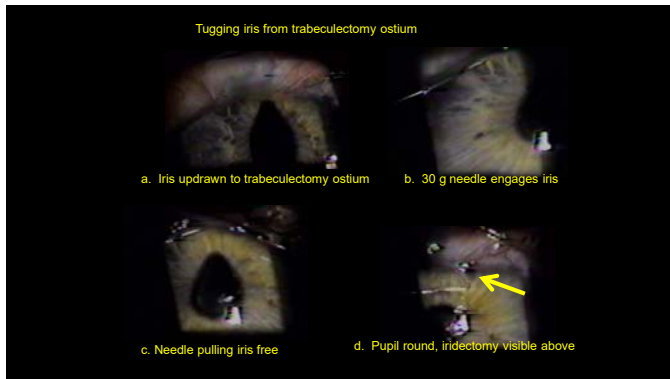 Tugging iris from trabeculectomy ostium
a. Iris updrawn to trabeculectomy ostium
b. 30 g needle engages iris
c. Needle pulling iris free
d. Pupil round, iridectomy visible above